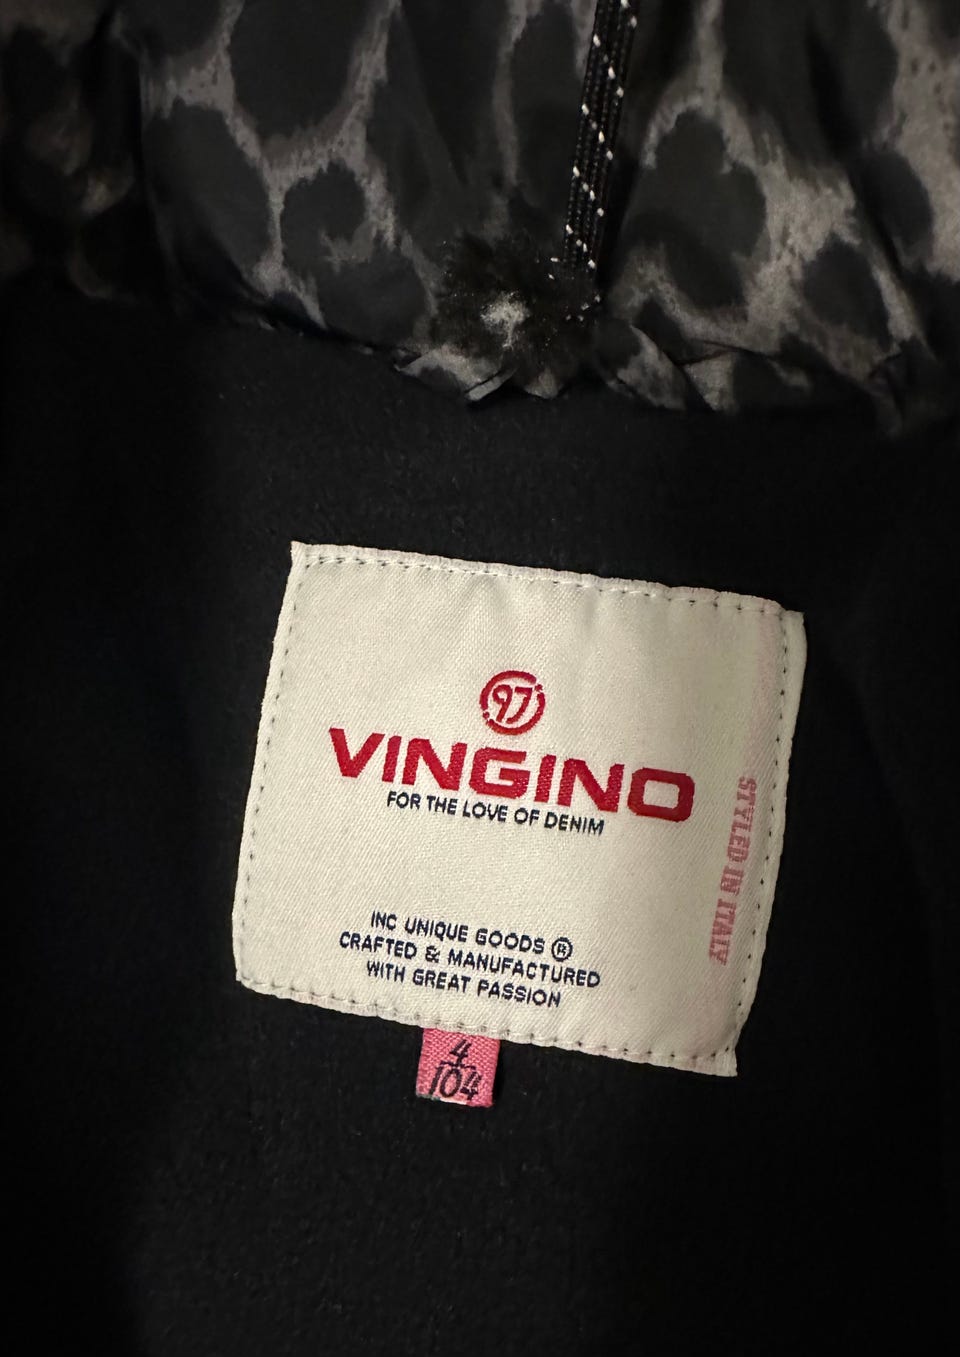 97
VINGINO
FOR THE LOVE OF DENIM
STYLED IN ITALY
INC UNIQUE GOODS ®
CRAFTED & MANUFACTURED
WITH GREAT PASSION
4
104